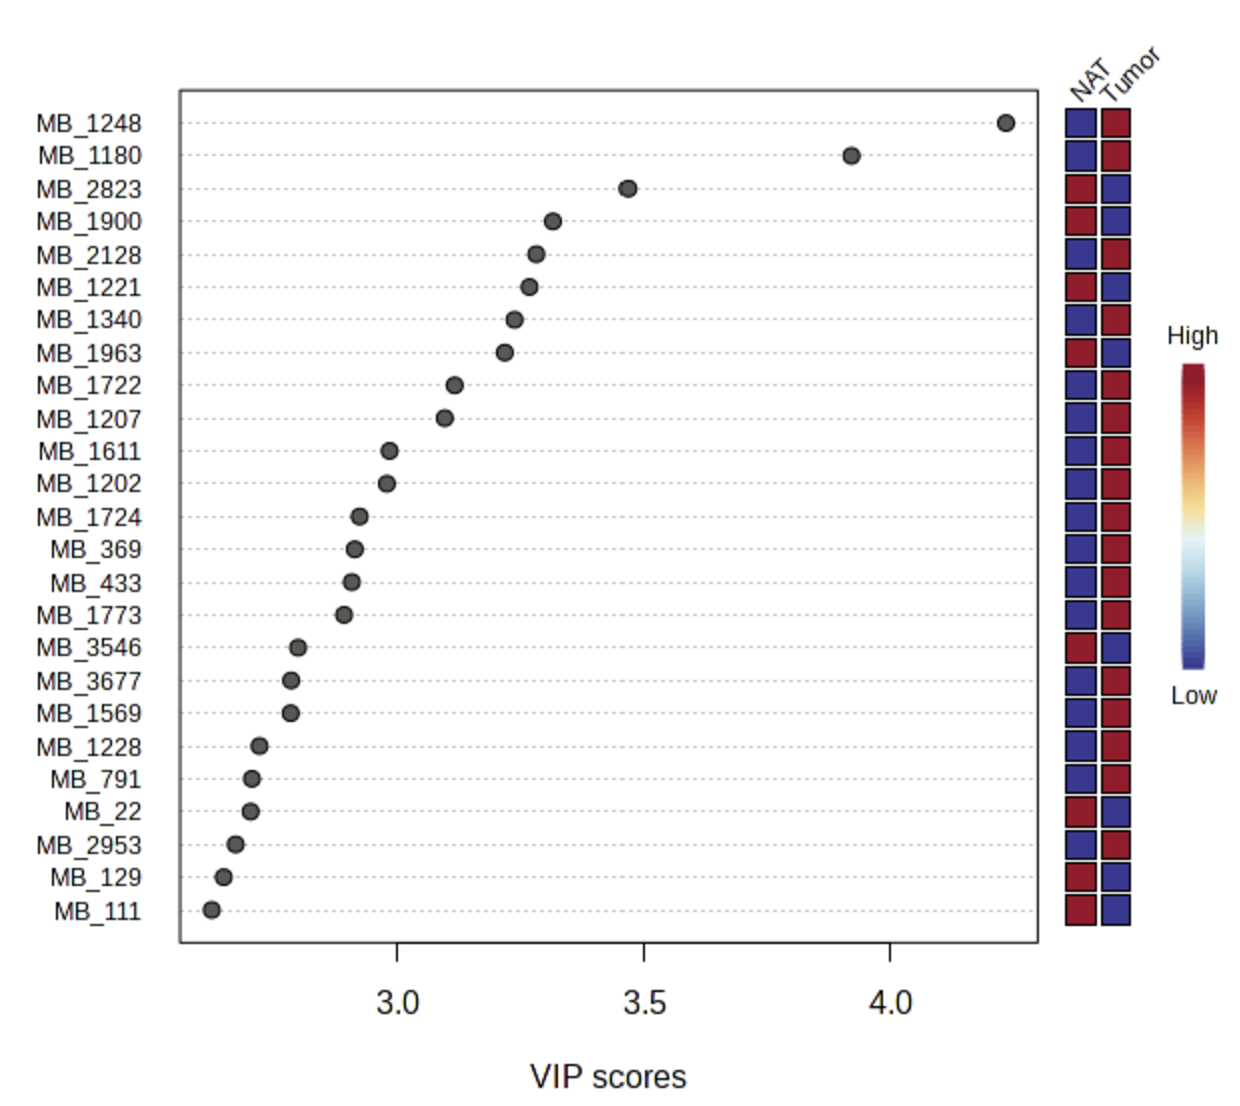 NAT Tumor
MB_1248
MB_1180
MB_2823
MB_1900
MB_2128
MB_1221
MB_1340
MB_1963
MB_1722
MB_1207
MB_1611
MB_1202
MB_1724
MB_369
MB_433
MB_1773
MB_3546
MB_3677
MB_1569
MB_1228
MB_791
MB_22
MB_2953
MB_129
MB_111
High
Low
3.0 3.5 4.0
VIP scores